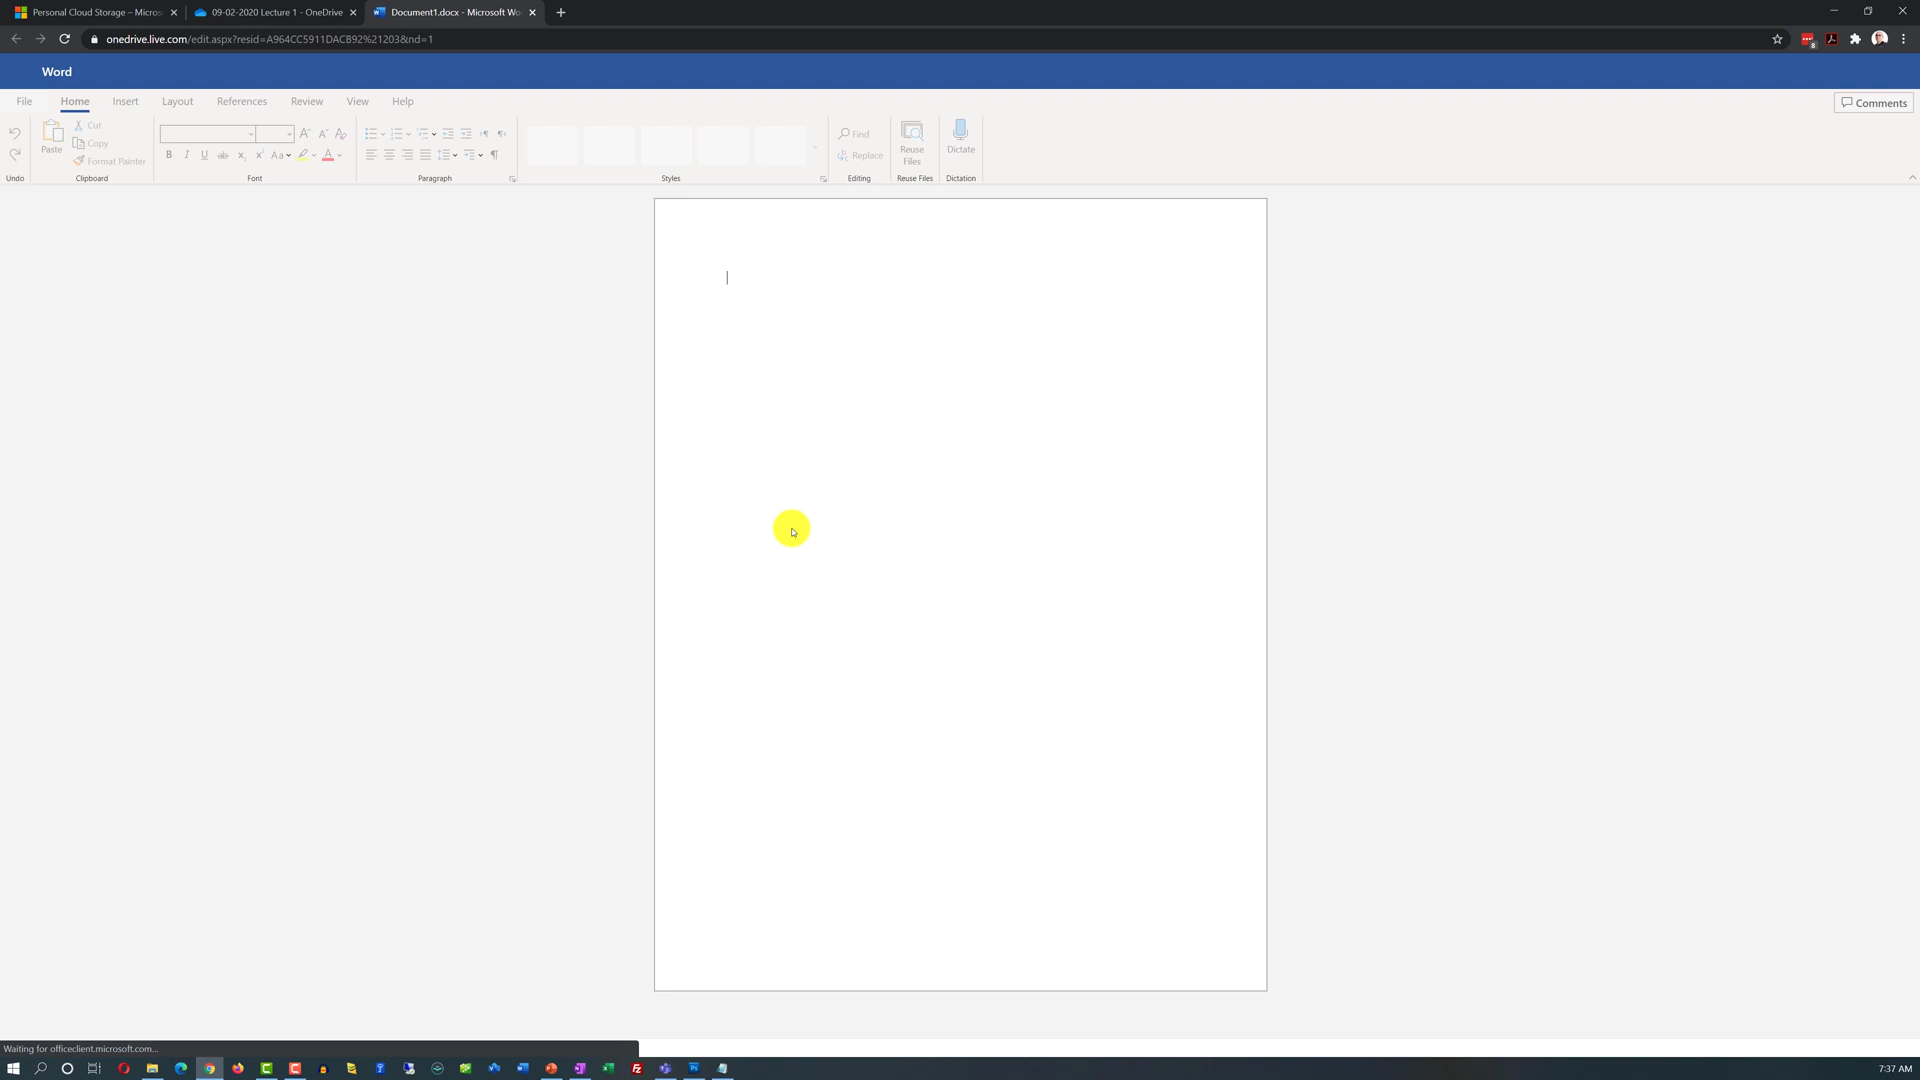 Personal Cloud Storage – Micros
09-02-2020 Lecture 1 - OneDrive
Document1.docx - Microsoft Wo
onedrive.live.com/edit.aspx?resid=A964CC5911DACB92%21203&nd=1
8
Word
File Home Insert Layout References Review View Help
Comments
Paste
Cut
Copy
Format Painter
Aa
Find
Replace
Reuse Files
Dictate
Undo Clipboard Font Paragraph Styles Editing Reuse Files Dictation
Waiting for officeclient.microsoft.com...
7:37 AM